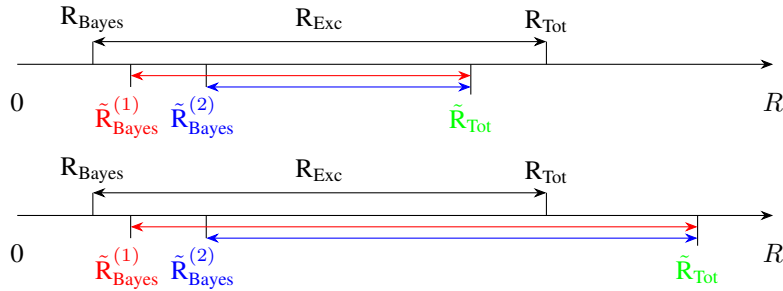 R_Bayes R_Exc R_Tot
0 R̃_Bayes^(1) R̃_Bayes^(2) R̃_Tot R
R_Bayes R_Exc R_Tot
0 R̃_Bayes^(1) R̃_Bayes^(2) R̃_Tot R